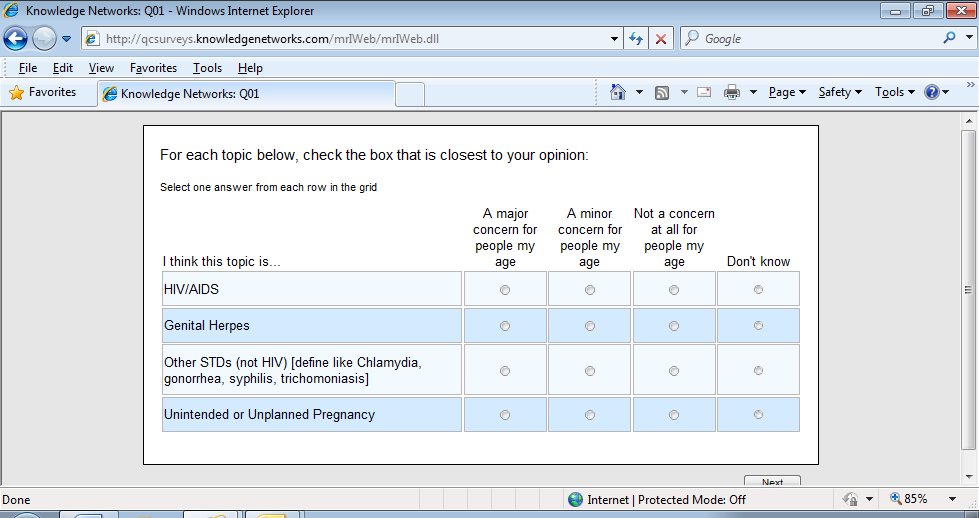 Knowledge Networks: Q01 - Windows Internet Explorer
http://qcsurveys.knowledgenetworks.com/mrIWeb/mrIWeb.dll
Google
File Edit View Favorites Tools Help
Favorites
Knowledge Networks: Q01
Page Safety Tools
For each topic below, check the box that is closest to your opinion:
Select one answer from each row in the grid
I think this topic is...
A major
concern for
people my
age
A minor
concern for
people my
age
Not a concern
at all for
people my
age
Don't know
HIV/AIDS
Genital Herpes
Other STDs (not HIV) [define like Chlamydia,
gonorrhea, syphilis, trichomoniasis]
Unintended or Unplanned Pregnancy
Next
Done
Internet | Protected Mode: Off
85%